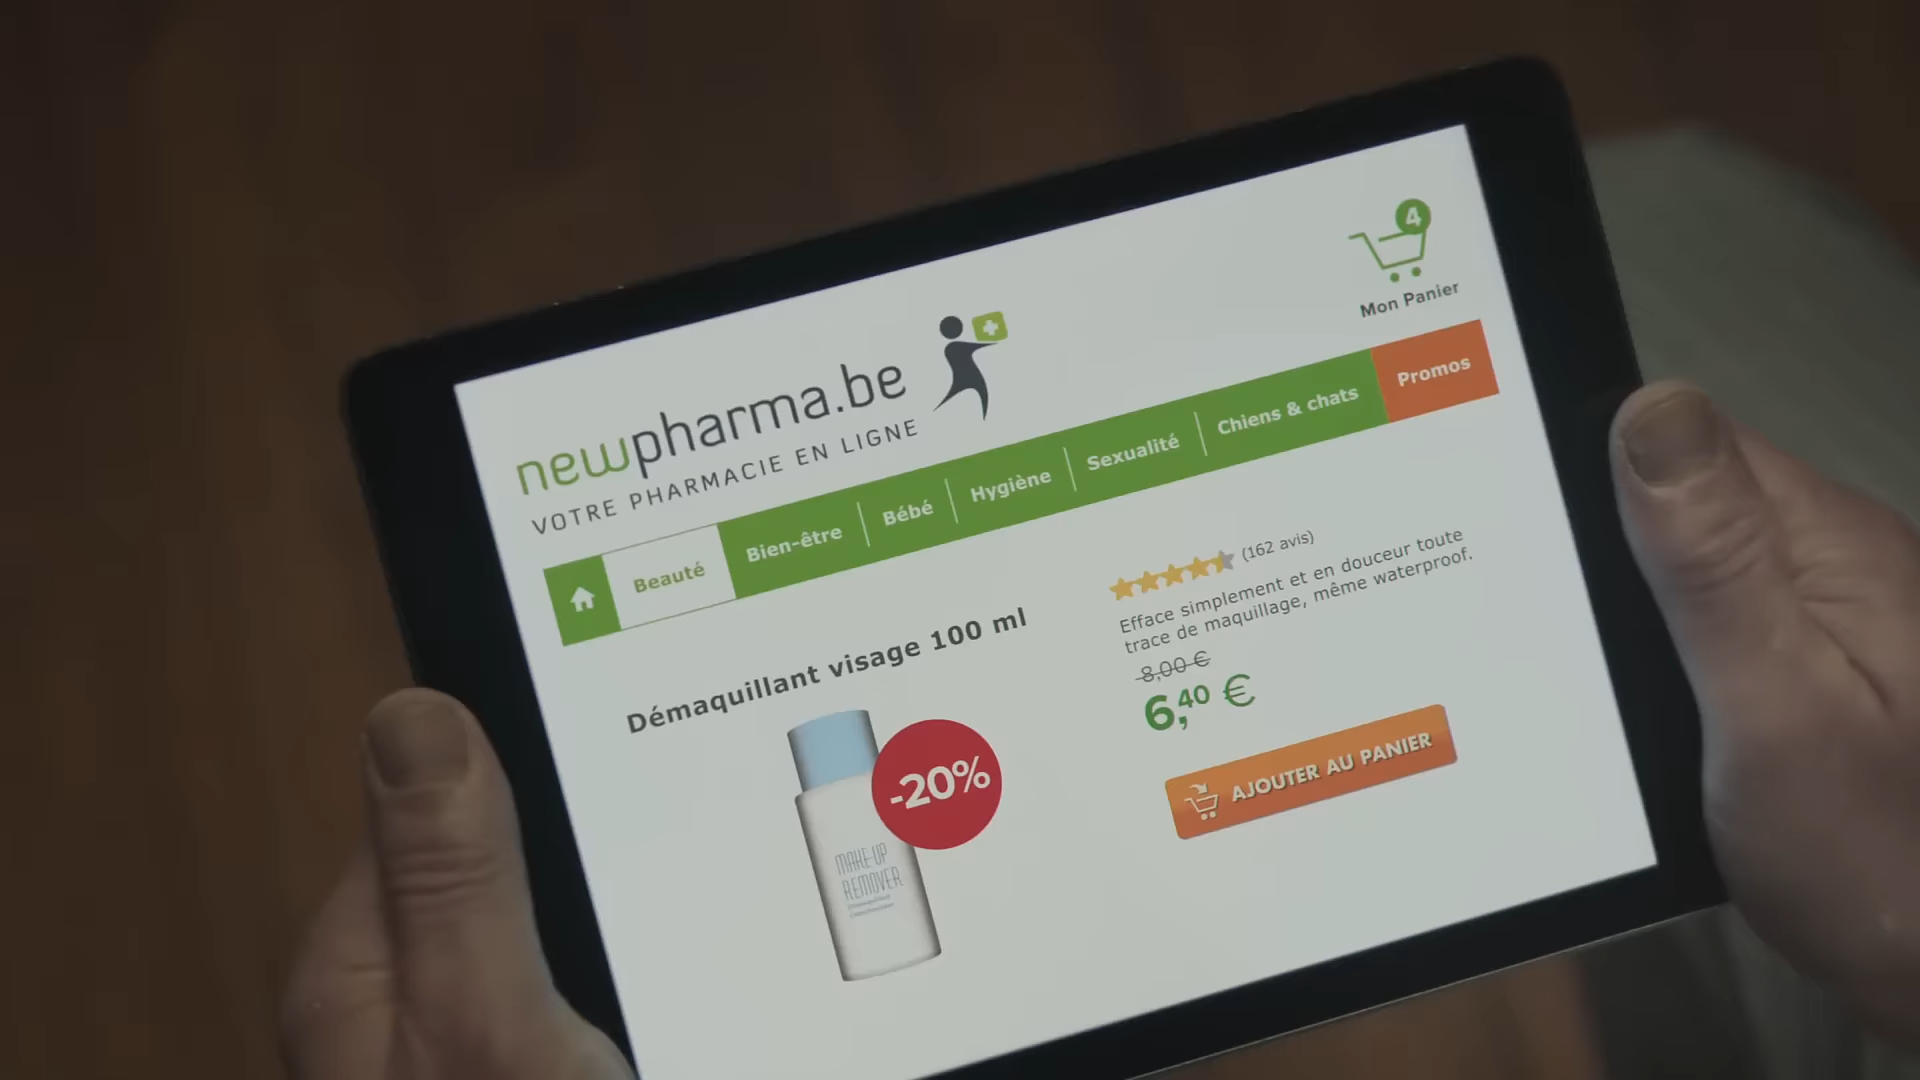 4
Mon Panier
newpharma.be
VOTRE PHARMACIE EN LIGNE
Beauté
Bien-être
Bébé
Hygiène
Sexualité
Chiens & chats
Promos
Démaquillant visage 100 ml
-20%
MAKE-UP
REMOVER
(162 avis)
Efface simplement et en douceur toute
trace de maquillage, même waterproof.
8,00 €
6,40 €
AJOUTER AU PANIER